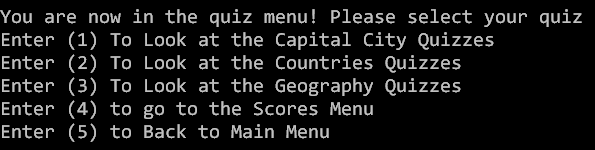 You are now in the quiz menu! Please select your quiz
Enter (1) To Look at the Capital City Quizzes
Enter (2) To Look at the Countries Quizzes
Enter (3) To Look at the Geography Quizzes
Enter (4) to go to the Scores Menu
Enter (5) to Back to Main Menu